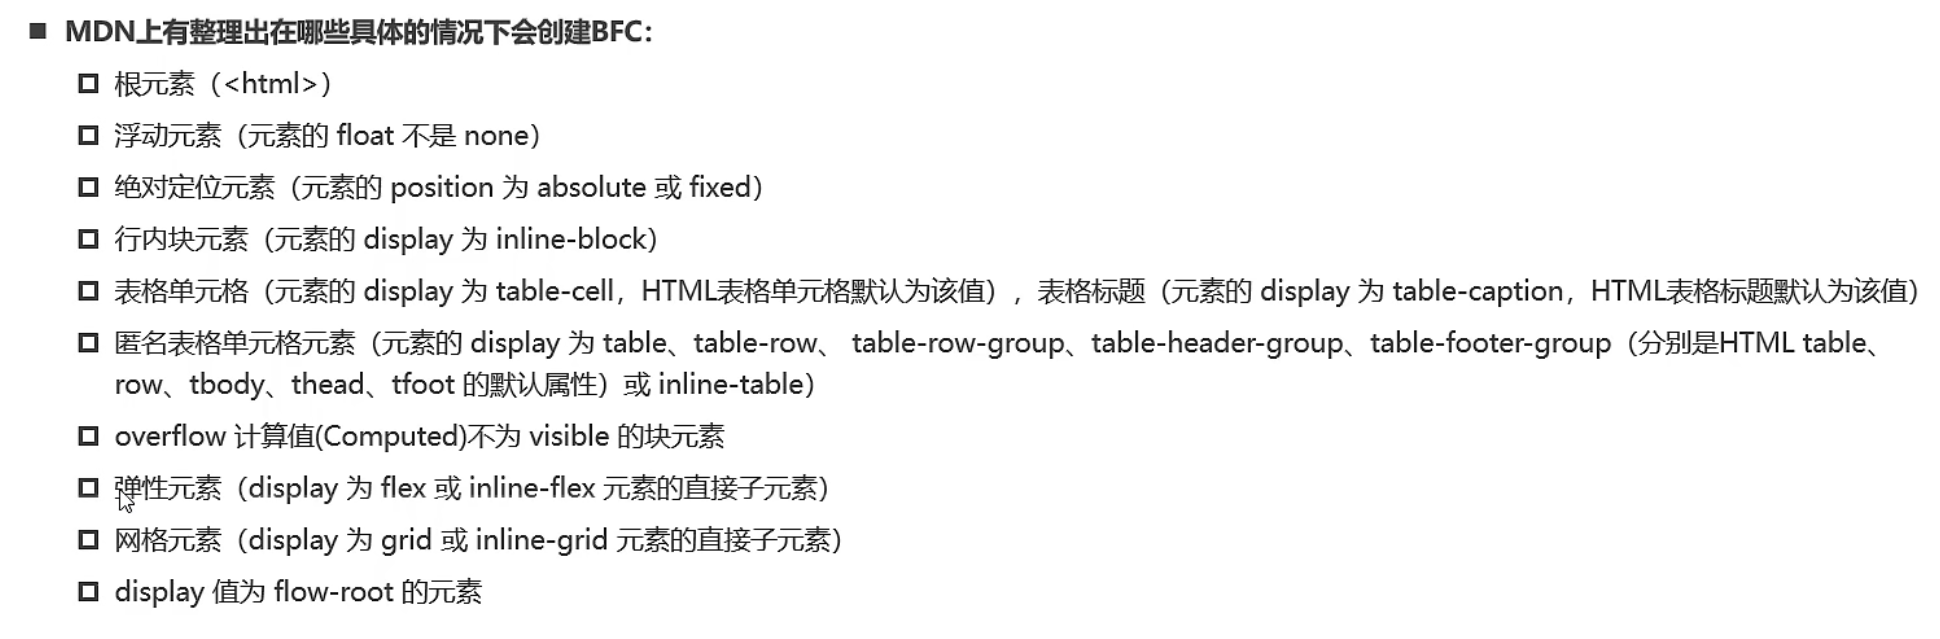 MDN上有整理出在哪些具体的情况下会创建BFC：
根元素（<html>）
浮动元素（元素的 float 不是 none）
绝对定位元素（元素的 position 为 absolute 或 fixed）
行内块元素（元素的 display 为 inline-block）
表格单元格（元素的 display 为 table-cell，HTML表格单元格默认为该值），表格标题（元素的 display 为 table-caption，HTML表格标题默认为该值）
匿名表格单元格元素（元素的 display 为 table、table-row、 table-row-group、table-header-group、table-footer-group（分别是HTML table、
row、tbody、thead、tfoot 的默认属性）或 inline-table）
overflow 计算值(Computed)不为 visible 的块元素
弹性元素（display 为 flex 或 inline-flex 元素的直接子元素）
网格元素（display 为 grid 或 inline-grid 元素的直接子元素）
display 值为 flow-root 的元素